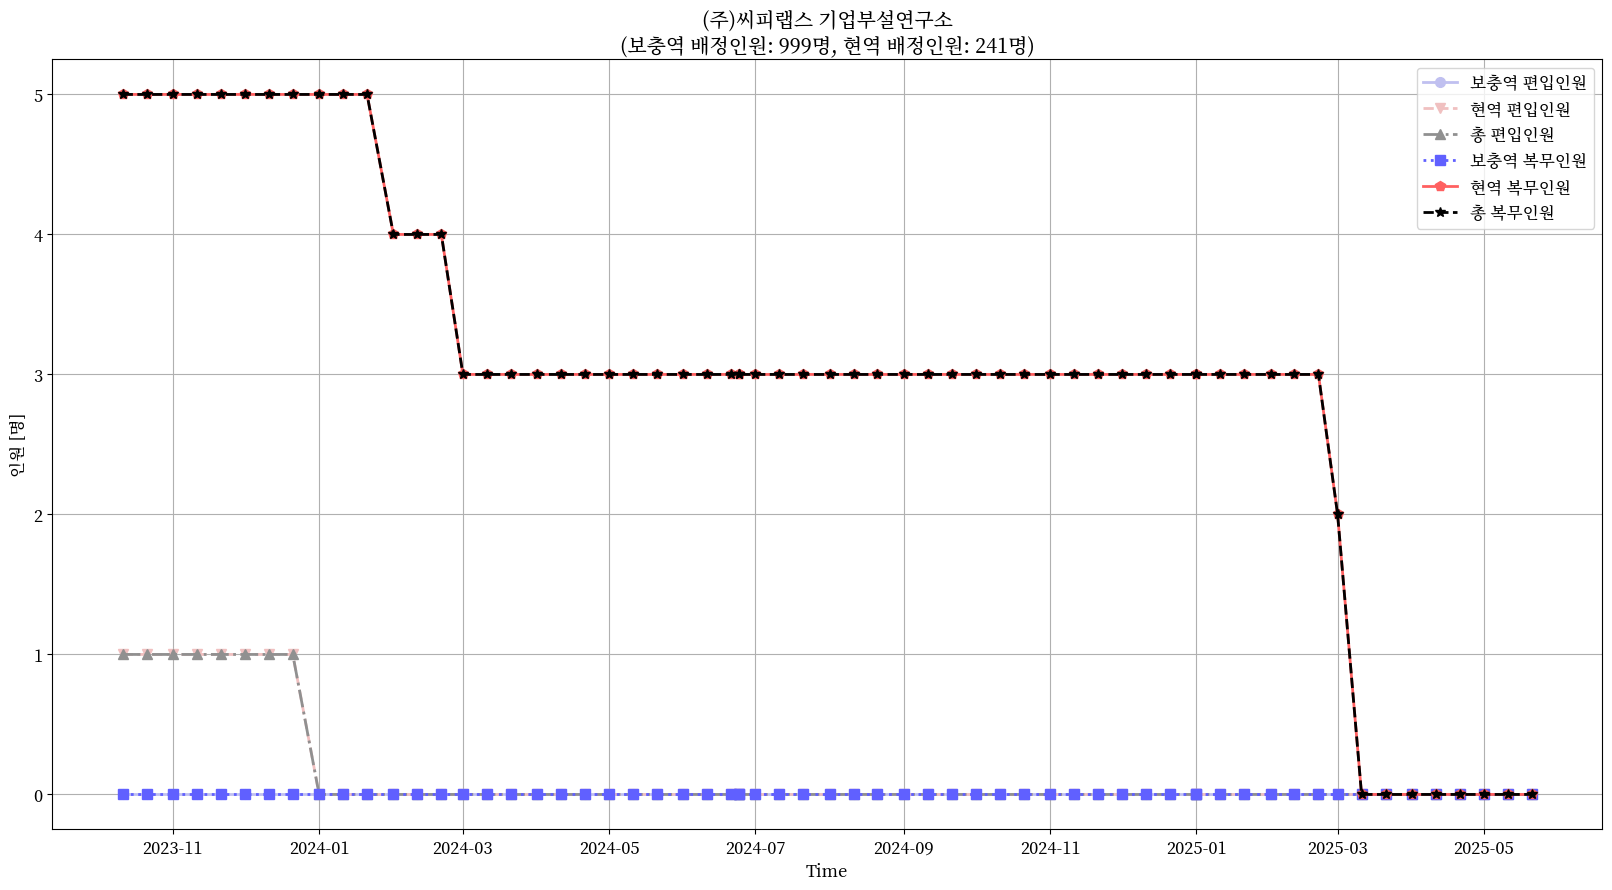 (주)씨피랩스 기업부설연구소
(보충역 배정인원: 999명, 현역 배정인원: 241명)
보충역 편입인원
현역 편입인원
총 편입인원
보충역 복무인원
현역 복무인원
총 복무인원
인원 [명]
5
4
3
2
1
0
2023-11
2024-01
2024-03
2024-05
2024-07
2024-09
2024-11
2025-01
2025-03
2025-05
Time